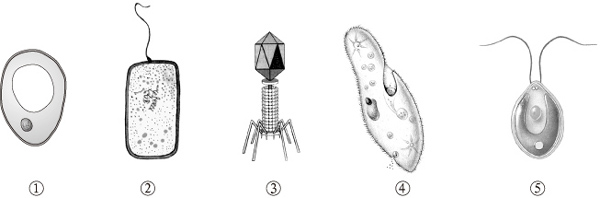 ① ② ③ ④ ⑤